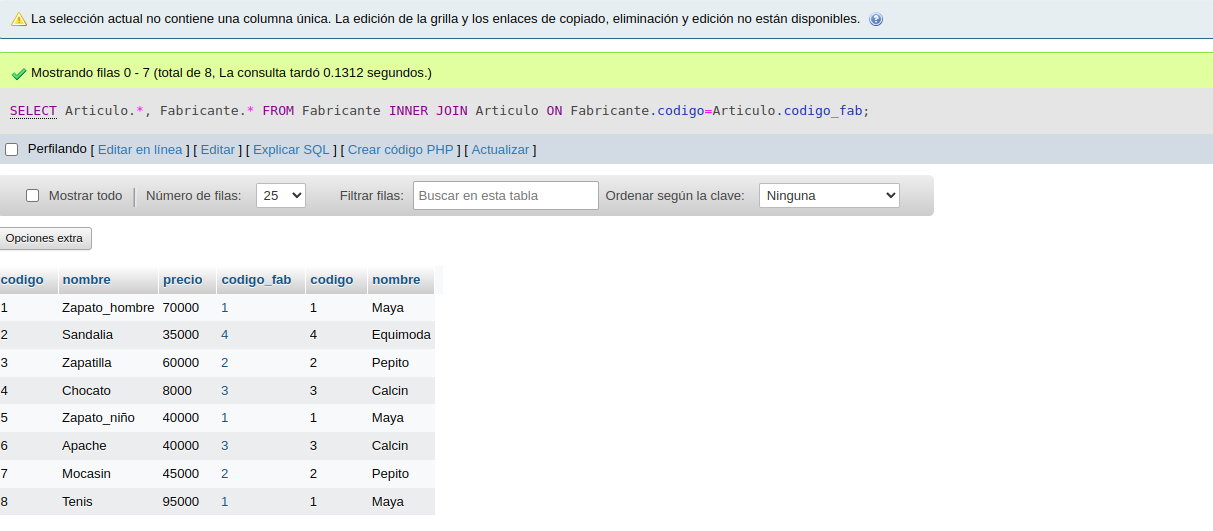 La selección actual no contiene una columna única. La edición de la grilla y los enlaces de copiado, eliminación y edición no están disponibles.
Mostrando filas 0 - 7 (total de 8, La consulta tardó 0.1312 segundos.)
SELECT Articulo.*, Fabricante.* FROM Fabricante INNER JOIN Articulo ON Fabricante.codigo=Articulo.codigo_fab;
Perfilando [ Editar en línea ] [ Editar ] [ Explicar SQL ] [ Crear código PHP ] [ Actualizar ]
Mostrar todo Número de filas: 25 Filtrar filas: Buscar en esta tabla Ordenar según la clave: Ninguna
Opciones extra
codigo nombre precio codigo_fab codigo nombre
1 Zapato_hombre 70000 1 1 Maya
2 Sandalia 35000 4 4 Equimoda
3 Zapatilla 60000 2 2 Pepito
4 Chocato 8000 3 3 Calcin
5 Zapato_niño 40000 1 1 Maya
6 Apache 40000 3 3 Calcin
7 Mocasin 45000 2 2 Pepito
8 Tenis 95000 1 1 Maya